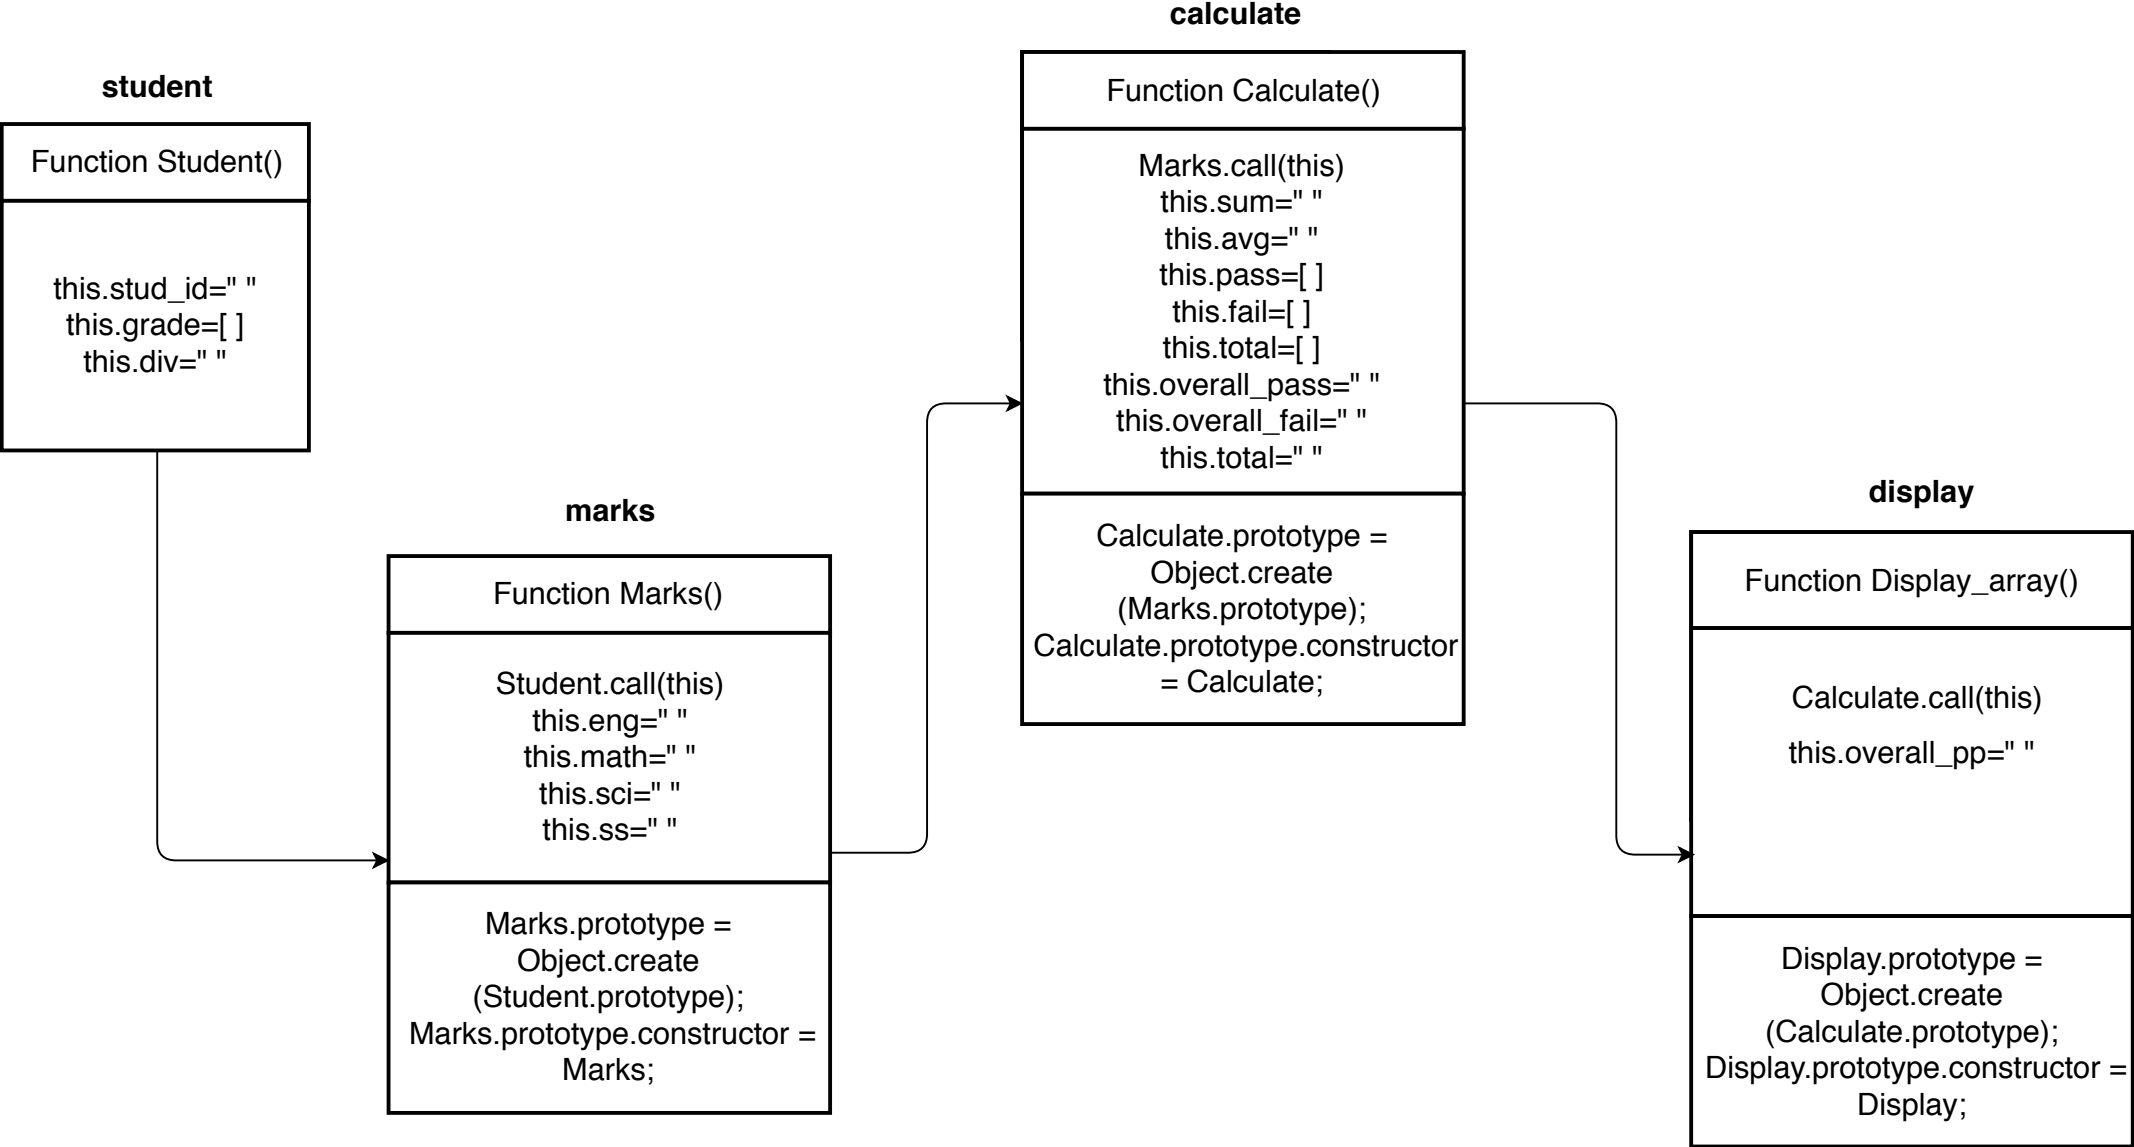 student
Function Student()
this.stud_id=" "
this.grade=[ ]
this.div=" "
marks
Function Marks()
Student.call(this)
this.eng=" "
this.math=" "
this.sci=" "
this.ss=" "
Marks.prototype =
Object.create
(Student.prototype);
Marks.prototype.constructor =
Marks;
calculate
Function Calculate()
Marks.call(this)
this.sum=" "
this.avg=" "
this.pass=[ ]
this.fail=[ ]
this.total=[ ]
this.overall_pass=" "
this.overall_fail=" "
this.total=" "
Calculate.prototype =
Object.create
(Marks.prototype);
Calculate.prototype.constructor
= Calculate;
display
Function Display_array()
Calculate.call(this)
this.overall_pp=" "
Display.prototype =
Object.create
(Calculate.prototype);
Display.prototype.constructor =
Display;